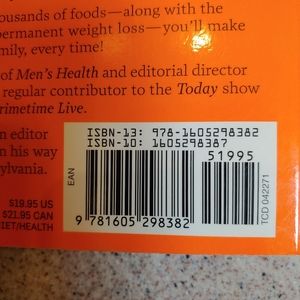 ousands of foods—along with the
ermanent weight loss—you'll make
mily, every time!
of Men's Health and editorial director
regular contributor to the Today show
rimetime Live.
n editor
n his way
ylvania.
ISBN-13: 978-1605298382
ISBN-10: 1605298387
51995
EAN
9 781605 298382
TCD 042271
$19.95 US
$21.95 CAN
IET/HEALTH